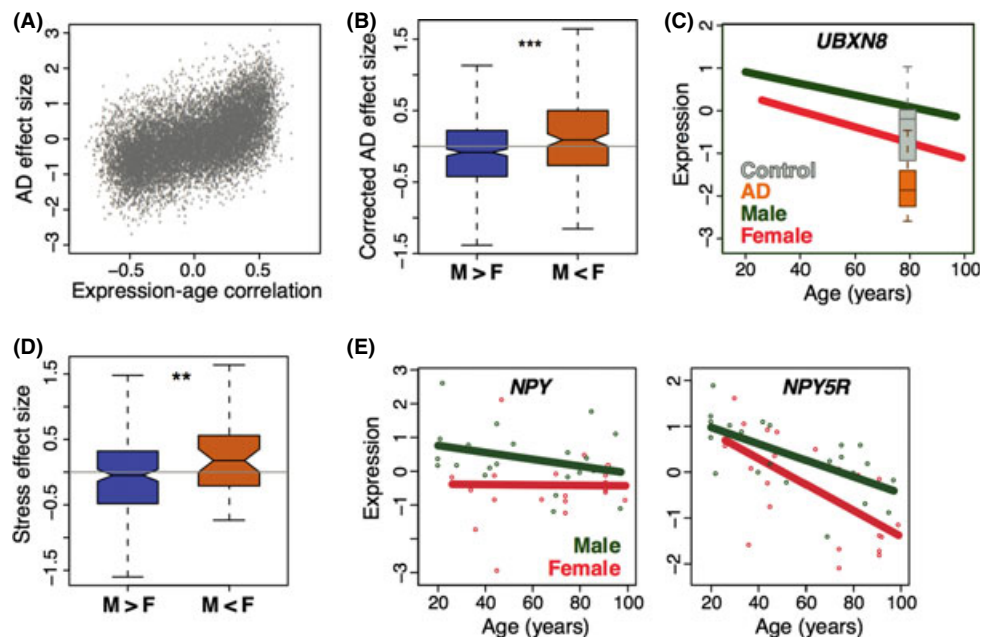 (A)
AD effect size
3
2
1
0
−1
−2
−3
−0.5 0.0 0.5
Expression-age correlation
(B)
Corrected AD effect size
1.5
0.5
−0.5
−1.5
***
M > F M < F
(C)
UBXN8
Expression
2
1
0
−1
−2
−3
Control
AD
Male
Female
20 40 60 80 100
Age (years)
(D)
Stress effect size
1.5
0.5
−0.5
−1.5
**
M > F M < F
(E)
NPY
Expression
3
2
1
0
−1
−3
Male
Female
20 40 60 80 100
Age (years)
NPY5R
2
1
0
−1
−2
20 40 60 80 100
Age (years)